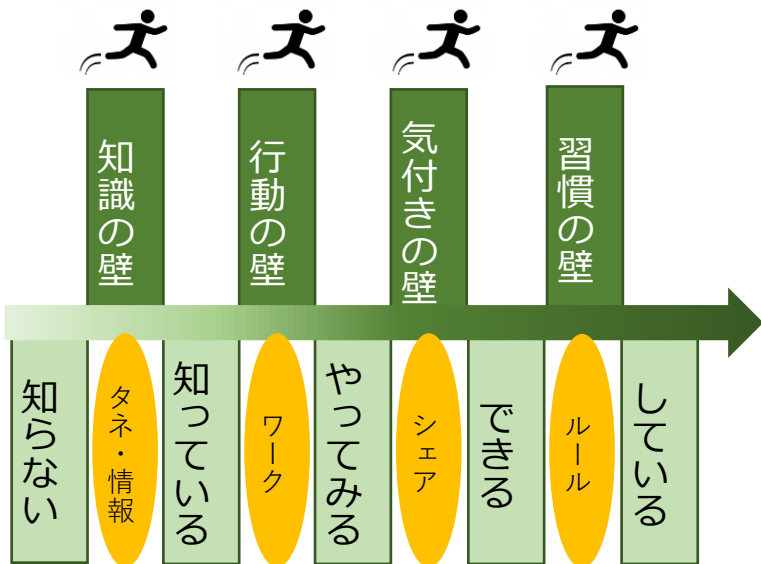 知識の壁
行動の壁
気付きの壁
習慣の壁
知らない
タネ・情報
知っている
ワーク
やってみる
シェア
できる
ルール
している